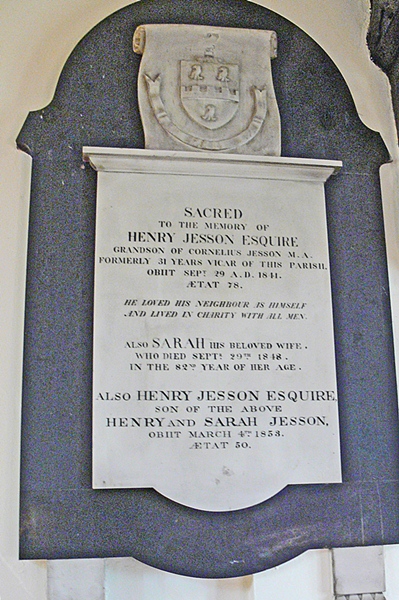 SACRED
TO THE MEMORY OF
HENRY JESSON ESQUIRE
GRANDSON OF CORNELIUS JESSON M.A.
FORMERLY 31 YEARS VICAR OF THIS PARISH.
OBIIT SEPT. 29 A.D. 1841.
ÆTAT 78.
HE LOVED HIS NEIGHBOUR AS HIMSELF
AND LIVED IN CHARITY WITH ALL MEN.
ALSO SARAH HIS BELOVED WIFE.
WHO DIED SEPT. 29TH 1848.
IN THE 82ND YEAR OF HER AGE.
ALSO HENRY JESSON ESQUIRE,
SON OF THE ABOVE
HENRY AND SARAH JESSON,
OBIIT MARCH 4TH 1853.
ÆTAT 50.